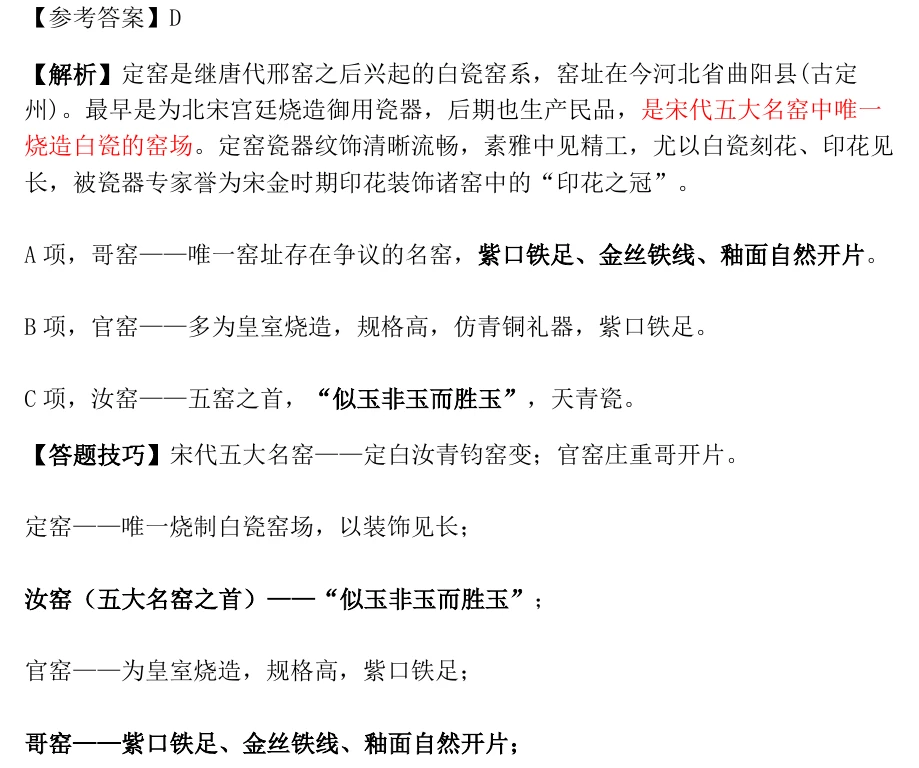 【参考答案】D
【解析】定窑是继唐代邢窑之后兴起的白瓷窑系，窑址在今河北省曲阳县(古定
州)。最早是为北宋宫廷烧造御用瓷器，后期也生产民品，是宋代五大名窑中唯一
烧造白瓷的窑场。定窑瓷器纹饰清晰流畅，素雅中见精工，尤以白瓷刻花、印花见
长，被瓷器专家誉为宋金时期印花装饰诸窑中的“印花之冠”。
A 项，哥窑——唯一窑址存在争议的名窑，紫口铁足、金丝铁线、釉面自然开片。
B 项，官窑——多为皇室烧造，规格高，仿青铜礼器，紫口铁足。
C 项，汝窑——五窑之首，“似玉非玉而胜玉”，天青瓷。
【答题技巧】宋代五大名窑——定白汝青钧窑变；官窑庄重哥开片。
定窑——唯一烧制白瓷窑场，以装饰见长；
汝窑（五大名窑之首）——“似玉非玉而胜玉”；
官窑——为皇室烧造，规格高，紫口铁足；
哥窑——紫口铁足、金丝铁线、釉面自然开片；